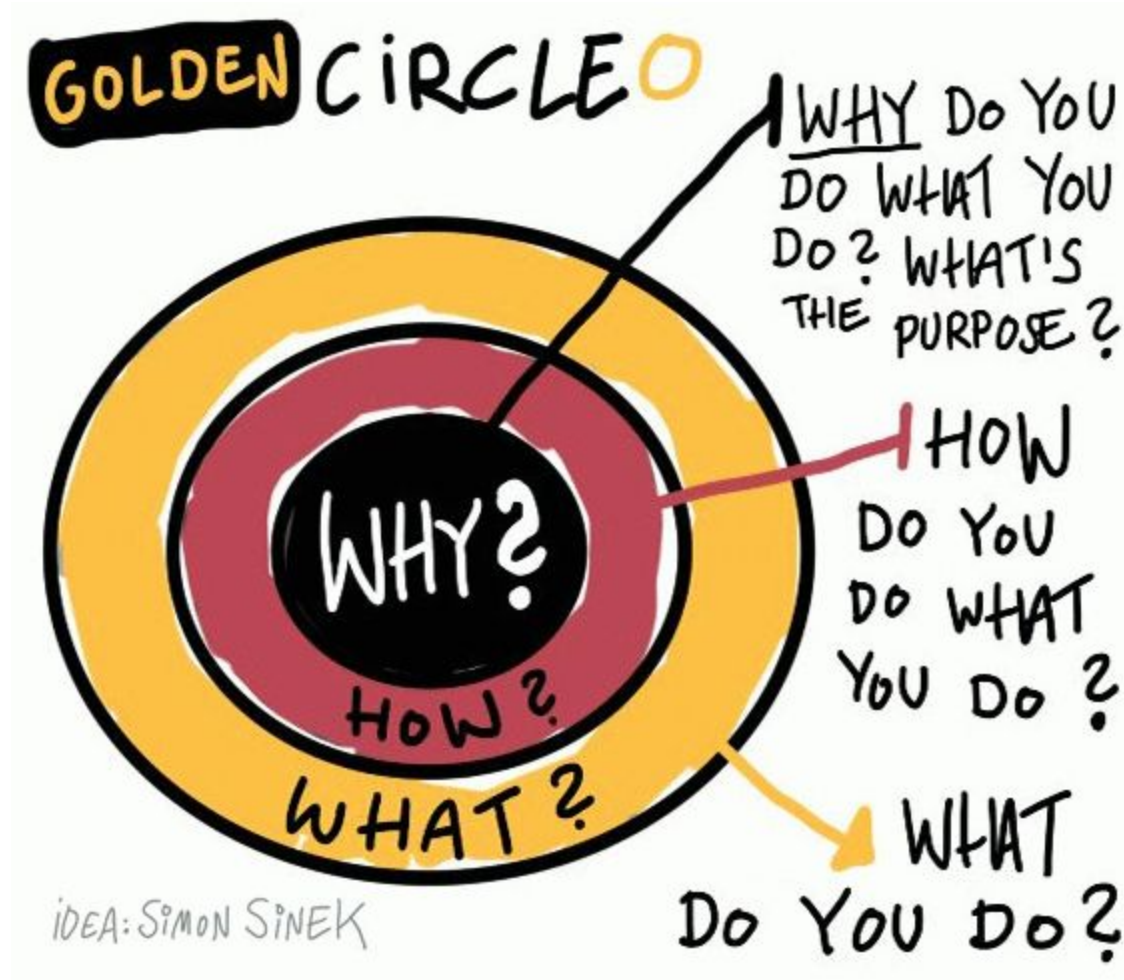 GOLDEN CiRCLE
WHY DO YOU
DO WHAT YOU
DO? WHAT'S
THE PURPOSE?
HOW
DO YOU
DO WHAT
YOU DO?
WHY?
HOW?
WHAT?
WHAT
DO YOU DO?
iDEA: SiMON SiNEK